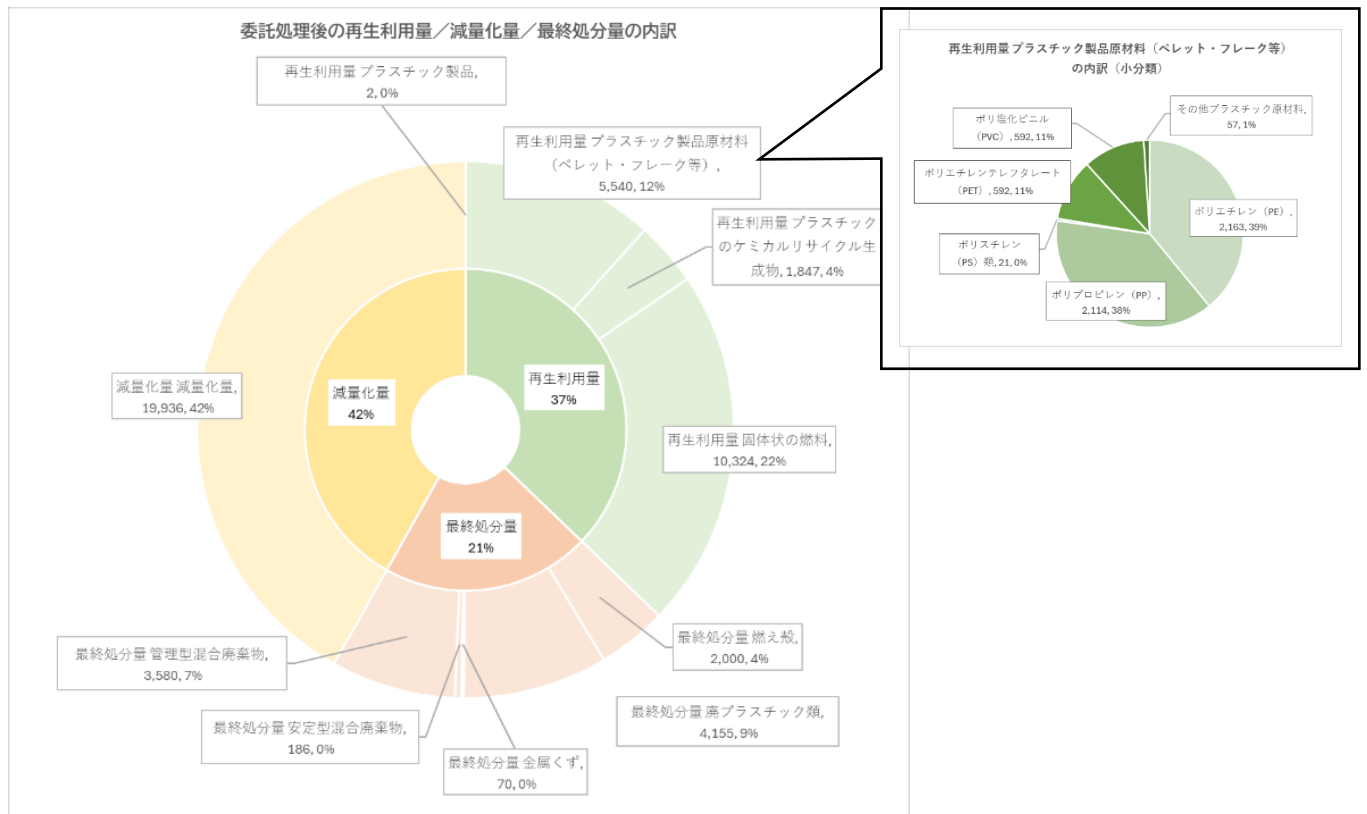 委託処理後の再生利用量／減量化量／最終処分量の内訳
再生利用量 プラスチック製品,
2, 0%
再生利用量 プラスチック製品原材料
（ペレット・フレーク等）,
5,540, 12%
再生利用量 プラスチック
のケミカルリサイクル生
成物, 1,847, 4%
減量化量 減量化量,
19,936, 42%
減量化量
42%
再生利用量
37%
再生利用量 固体状の燃料,
10,324, 22%
最終処分量
21%
最終処分量 燃え殻,
2,000, 4%
最終処分量 管理型混合廃棄物,
3,580, 7%
最終処分量 廃プラスチック類,
4,155, 9%
最終処分量 安定型混合廃棄物,
186, 0%
最終処分量 金属くず,
70, 0%
再生利用量 プラスチック製品原材料（ペレット・フレーク等）
の内訳（小分類）
その他プラスチック原材料,
57, 1%
ポリ塩化ビニル
（PVC）, 592, 11%
ポリエチレンテレフタレート
（PET）, 592, 11%
ポリエチレン（PE）,
2,163, 39%
ポリスチレン
（PS）類, 21, 0%
ポリプロピレン（PP）,
2,114, 38%